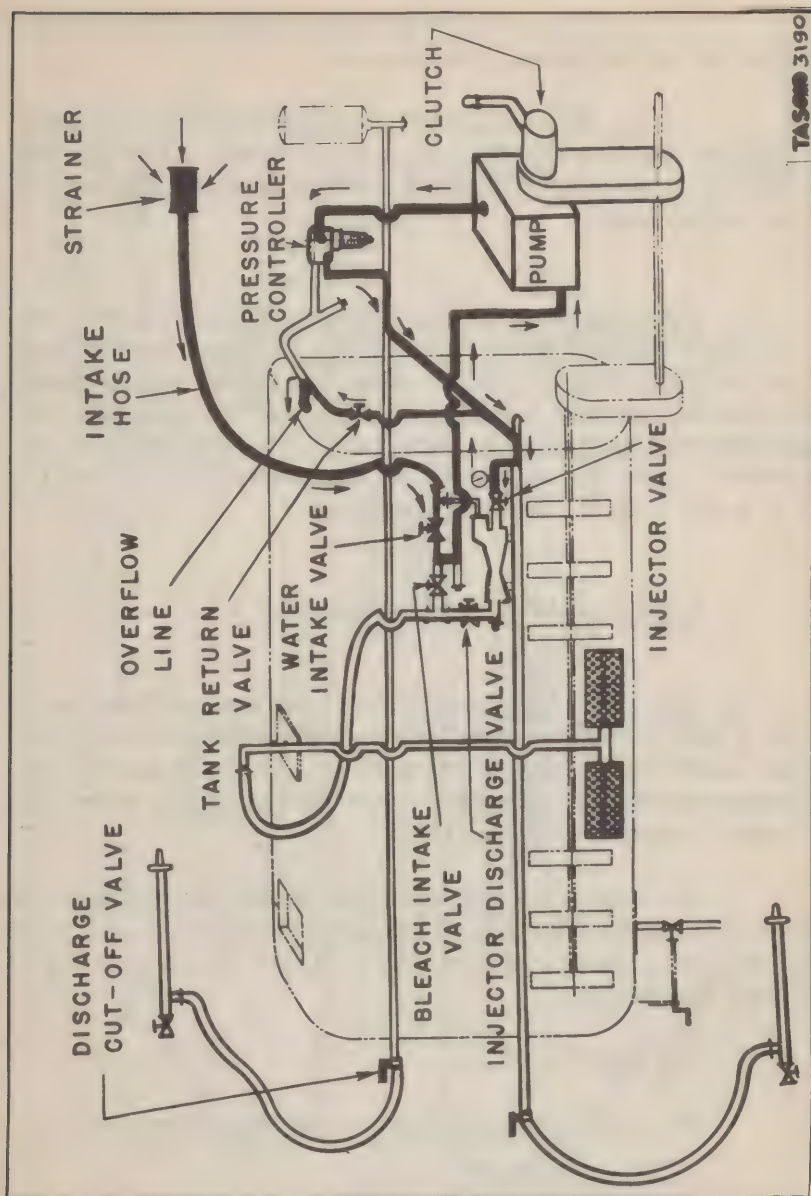 STRAINER
INTAKE
HOSE
PRESSURE
CONTROLLER
CLUTCH
PUMP
OVERFLOW
LINE
TANK RETURN
VALVE
WATER
INTAKE VALVE
INJECTOR VALVE
DISCHARGE
CUT-OFF VALVE
BLEACH INTAKE
VALVE
INJECTOR DISCHARGE VALVE
3190